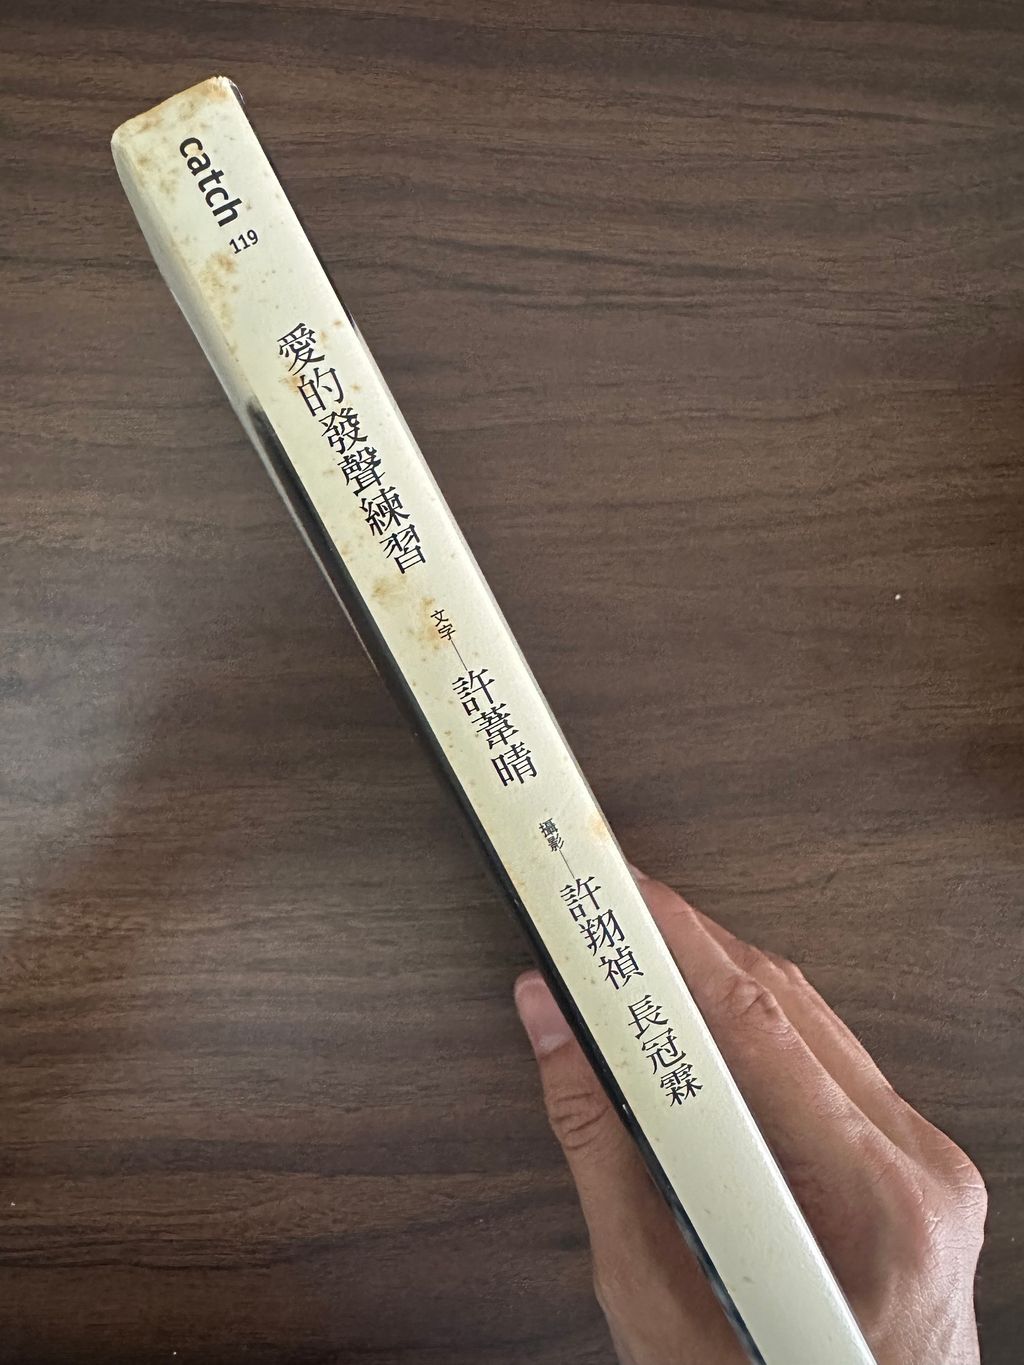 catch
119
愛的發聲練習
文字—許葦晴
攝影—許翔禎 長冠霖